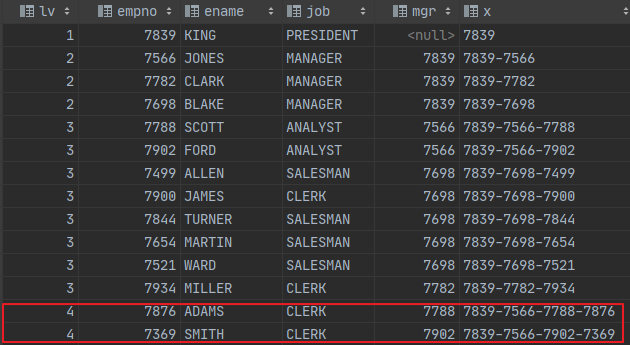 lv empno ename job mgr x
1 7839 KING PRESIDENT <null> 7839
2 7566 JONES MANAGER 7839 7839-7566
2 7782 CLARK MANAGER 7839 7839-7782
2 7698 BLAKE MANAGER 7839 7839-7698
3 7788 SCOTT ANALYST 7566 7839-7566-7788
3 7902 FORD ANALYST 7566 7839-7566-7902
3 7499 ALLEN SALESMAN 7698 7839-7698-7499
3 7900 JAMES CLERK 7698 7839-7698-7900
3 7844 TURNER SALESMAN 7698 7839-7698-7844
3 7654 MARTIN SALESMAN 7698 7839-7698-7654
3 7521 WARD SALESMAN 7698 7839-7698-7521
3 7934 MILLER CLERK 7782 7839-7782-7934
4 7876 ADAMS CLERK 7788 7839-7566-7788-7876
4 7369 SMITH CLERK 7902 7839-7566-7902-7369